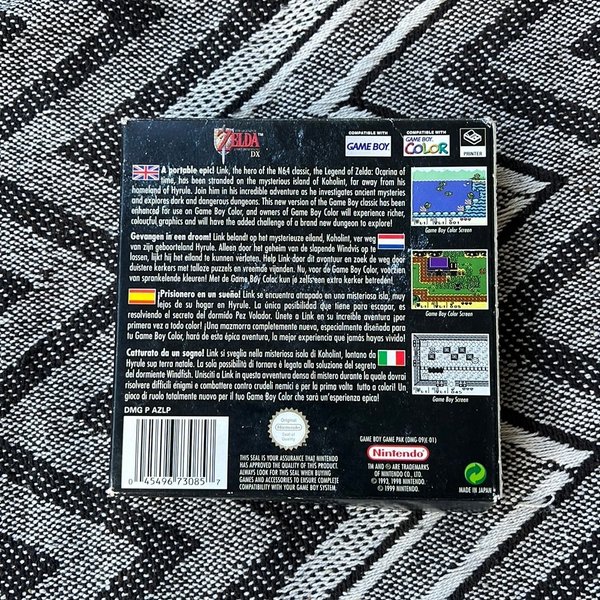 THE LEGEND OF
ZELDA™
DX
COMPATIBLE WITH
GAME BOY
COMPATIBLE WITH
GAME BOY
COLOR
PRINTER
A portable epic! Link, the hero of the N64 classic, the Legend of Zelda: Ocarina of
time, has been stranded on the mysterious island of Koholint, far away from his
homeland of Hyrule. Join him in his incredible adventure as he investigates ancient mysteries
and explores dark and dangerous dungeons. This new version of the Game Boy classic has been
enhanced for use on Game Boy Color, and owners of Game Boy Color will experience richer,
colourful graphics and will have the added challenge of a brand new dungeon to explore!
Gevangen in een droom! Link belandt op het mysterieuze eiland, Koholint, ver weg
van zijn geboorteland Hyrule. Alleen door het geheim van de slapende Windvis op te
lossen, lukt hij het eiland te kunnen verlaten. Help Link door dit avontuur en zoek de weg door
duistere kerkers met talloze puzzels en vreemde vijanden. Nu, voor de Game Boy Color, voorzien
van sprankelende kleuren! Met de Game Boy Color kun je zelfs een extra kerker betreden!
¡Prisionero en un sueño! Link se encuentra atrapado en una misteriosa isla, muy
lejos de su hogar en Hyrule. La única posibilidad que tiene para escapar, es
resolviendo el secreto del dormido Pez Volador. Únete a Link en su increíble aventura ¡por
primera vez a todo color! ¡Una mazmorra completamente nueva, especialmente diseñada para
tu Game Boy Color, hará de esta épica aventura, la mejor experiencia que jamás hayas vivido!
Catturato da un sogno! Link si sveglia nella misteriosa isola di Koholint, lontano da
Hyrule sua terra natale. La sola possibilità di tornare è legata alla soluzione del segreto
del dormiente Windfish. Unisciti a Link in questa avventura densa di mistero durante la quale dovrai
risolvere difficili enigmi e combattere contro crudeli nemici e per la prima volta tutto a colori! Un
gioco di ruolo totalmente nuovo per il tuo Game Boy Color che sarà un'esperienza epica!
Game Boy Color Screen
Game Boy Color Screen
Game Boy Screen
DMG P AZLP
0 45496 73085 7
Original
Nintendo
Seal of
Quality
THIS SEAL IS YOUR ASSURANCE THAT NINTENDO
HAS APPROVED THE QUALITY OF THIS PRODUCT.
ALWAYS LOOK FOR THIS SEAL WHEN BUYING
GAMES AND ACCESSORIES TO ENSURE COMPLETE
COMPATIBILITY WITH YOUR GAME BOY SYSTEM.
GAME BOY GAME PAK (DMG 09)(E 01)
Nintendo
TM AND ® ARE TRADEMARKS
OF NINTENDO CO., LTD.
© 1993, 1998 NINTENDO.
© 1999 NINTENDO.
MADE IN JAPAN